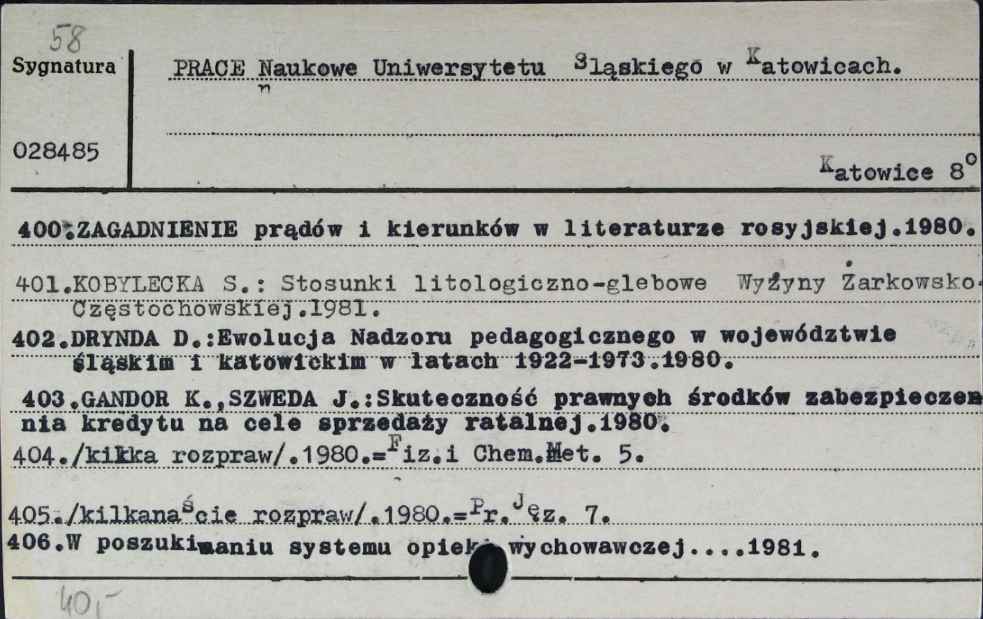 58
Sygnatura
PRACE Naukowe Uniwersytetu Śląskiego w Katowicach.
n
028485
Katowice 8°
400.ZAGADNIENIE prądów i kierunków w literaturze rosyjskiej.1980.
401.KOBYLECKA S.: Stosunki litologiczno-glebowe Wyżyny Żarkowsko-
Częstochowskiej.1981.
402.DRYNDA D.:Ewolucja Nadzoru pedagogicznego w województwie
śląskim i katowickim w latach 1922-1973.1980.
403.GANDOR K.,SZWEDA J.:Skuteczność prawnych środków zabezpieczen
nia kredytu na cele sprzedaży ratalnej.1980.
404./kilka rozpraw/.1980.=Fiz.i Chem.Met. 5.
405./kilkanaście rozpraw/.1980.=Pr.Jęz. 7.
406.W poszukiwaniu systemu opieki wychowawczej....1981.
40,-